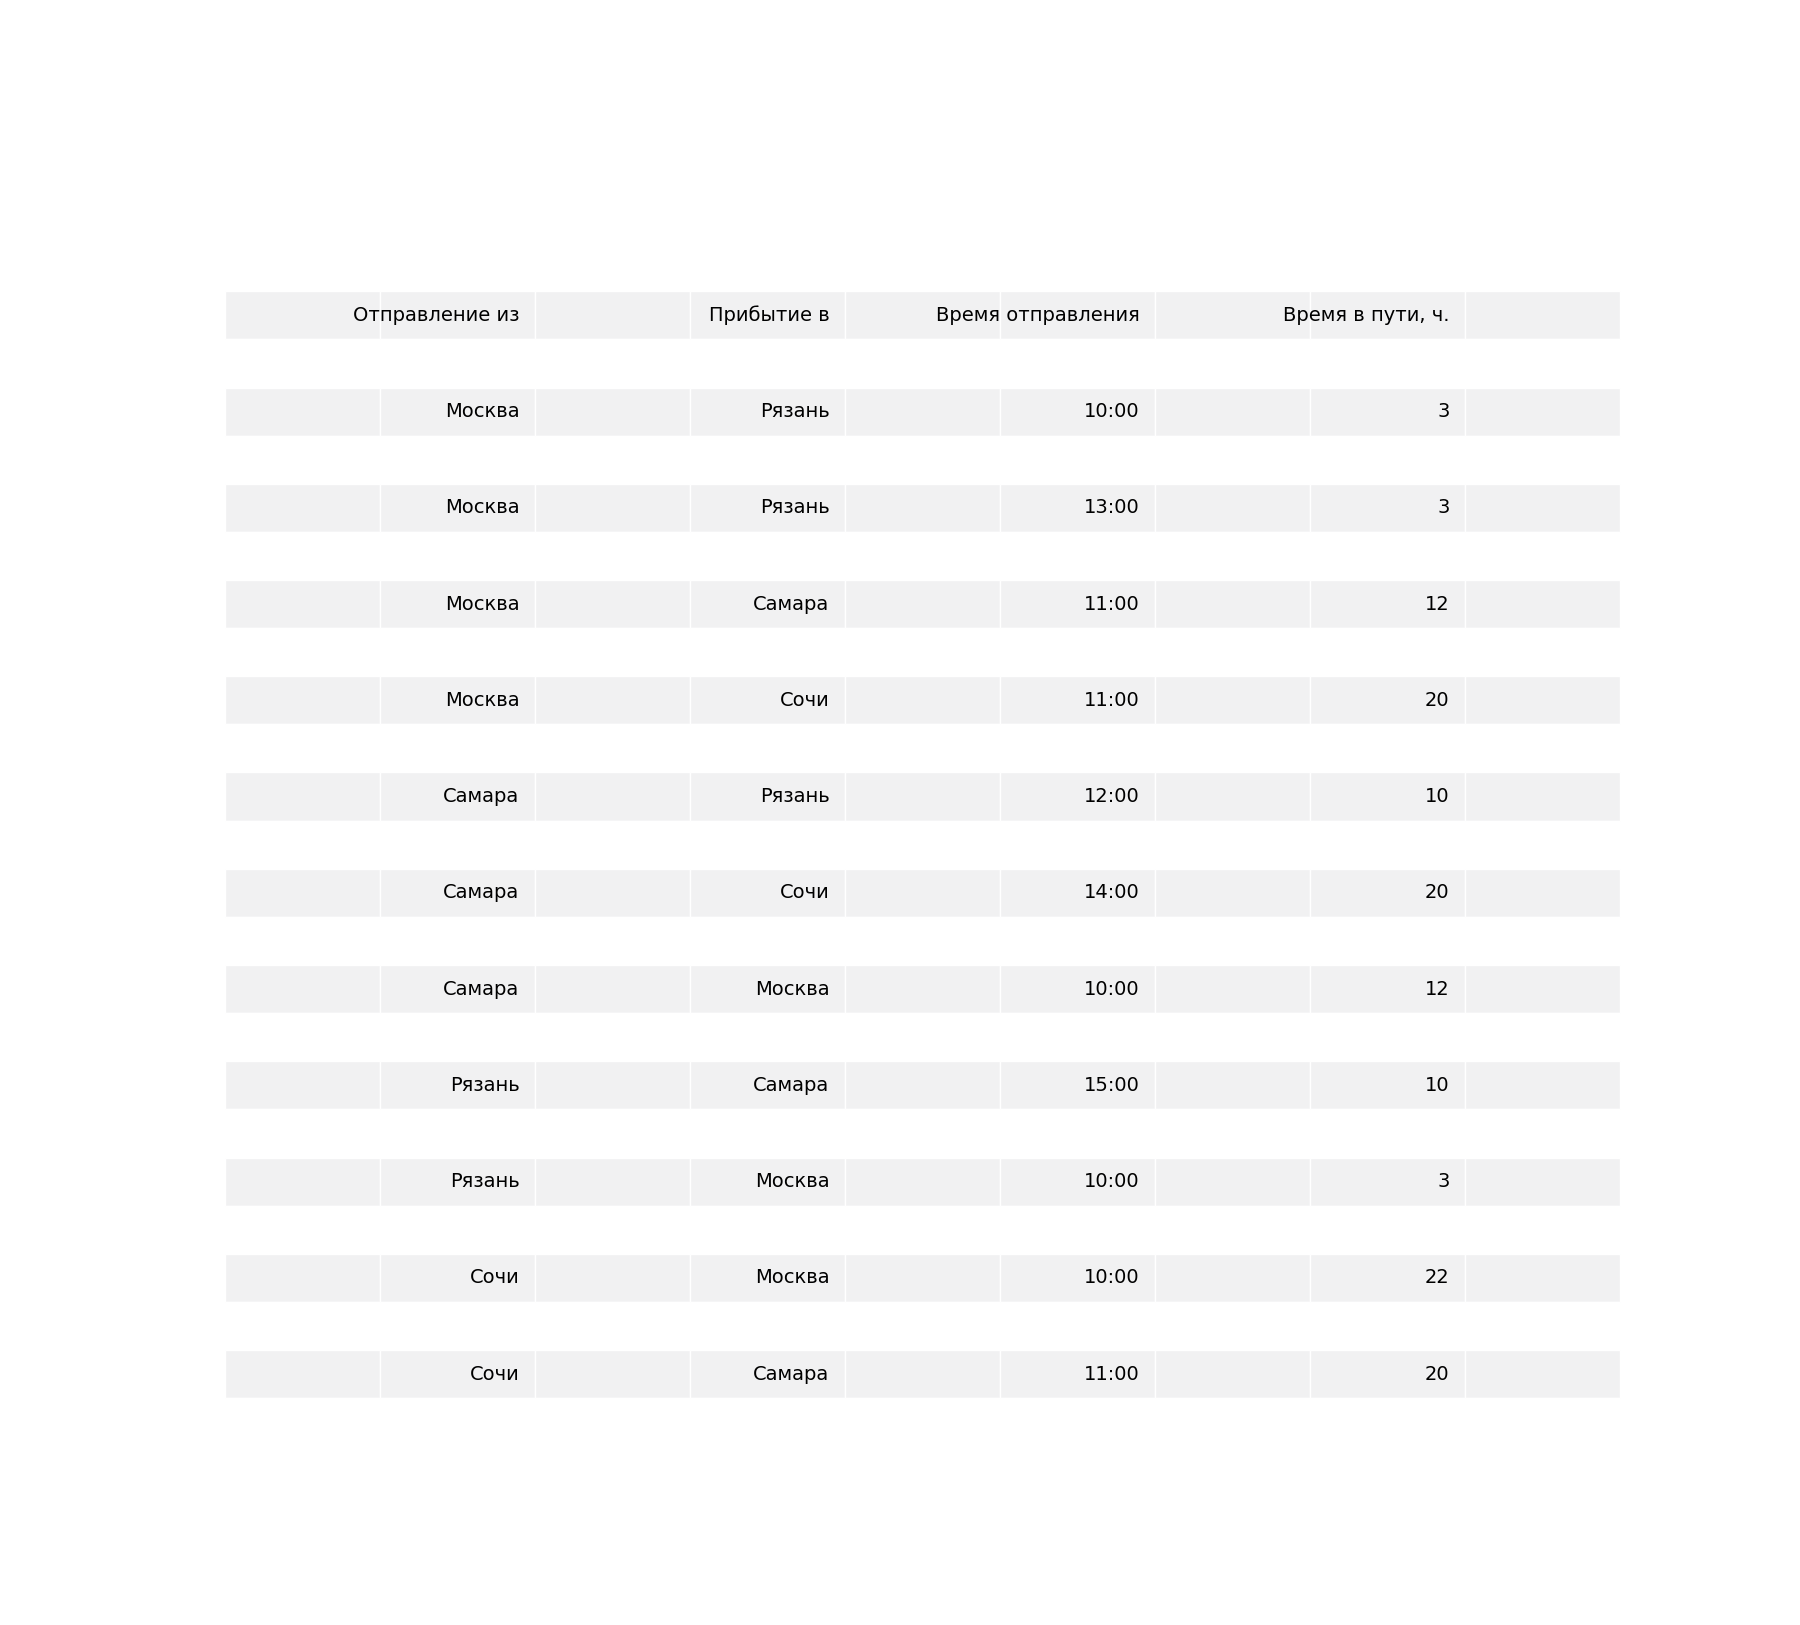 Отправление из Прибытие в Время отправления Время в пути, ч.
Москва Рязань 10:00 3
Москва Рязань 13:00 3
Москва Самара 11:00 12
Москва Сочи 11:00 20
Самара Рязань 12:00 10
Самара Сочи 14:00 20
Самара Москва 10:00 12
Рязань Самара 15:00 10
Рязань Москва 10:00 3
Сочи Москва 10:00 22
Сочи Самара 11:00 20